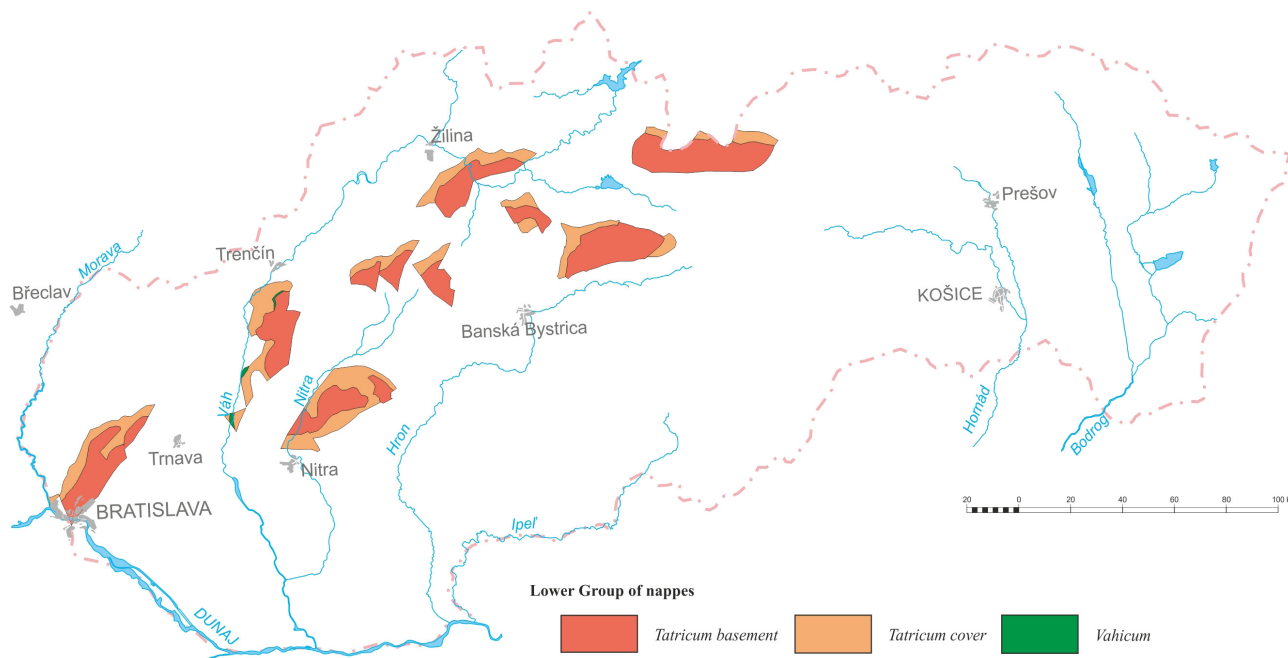 Žilina
Prešov
Trenčín
Morava
Břeclav
KOŠICE
Banská Bystrica
Váh
Nitra
Hron
Hornád
Bodrog
Trnava
Nitra
BRATISLAVA
Ipeľ
DUNAJ
20 0 20 40 60 80 100
Lower Group of nappes
Tatricum basement
Tatricum cover
Vahicum